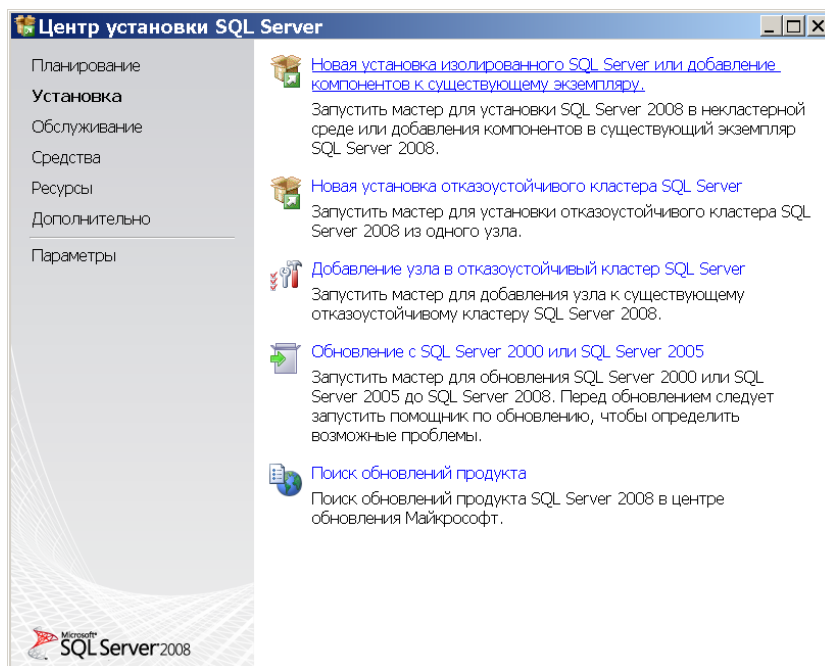 Центр установки SQL Server
Планирование
Установка
Обслуживание
Средства
Ресурсы
Дополнительно
Параметры
Новая установка изолированного SQL Server или добавление
компонентов к существующему экземпляру.
Запустить мастер для установки SQL Server 2008 в некластерной
среде или добавления компонентов в существующий экземпляр
SQL Server 2008.
Новая установка отказоустойчивого кластера SQL Server
Запустить мастер для установки отказоустойчивого кластера SQL
Server 2008 из одного узла.
Добавление узла в отказоустойчивый кластер SQL Server
Запустить мастер для добавления узла к существующему
отказоустойчивому кластеру SQL Server 2008.
Обновление с SQL Server 2000 или SQL Server 2005
Запустить мастер для обновления SQL Server 2000 или SQL
Server 2005 до SQL Server 2008. Перед обновлением следует
запустить помощник по обновлению, чтобы определить
возможные проблемы.
Поиск обновлений продукта
Поиск обновлений продукта SQL Server 2008 в центре
обновления Майкрософт.
Microsoft
SQL Server 2008